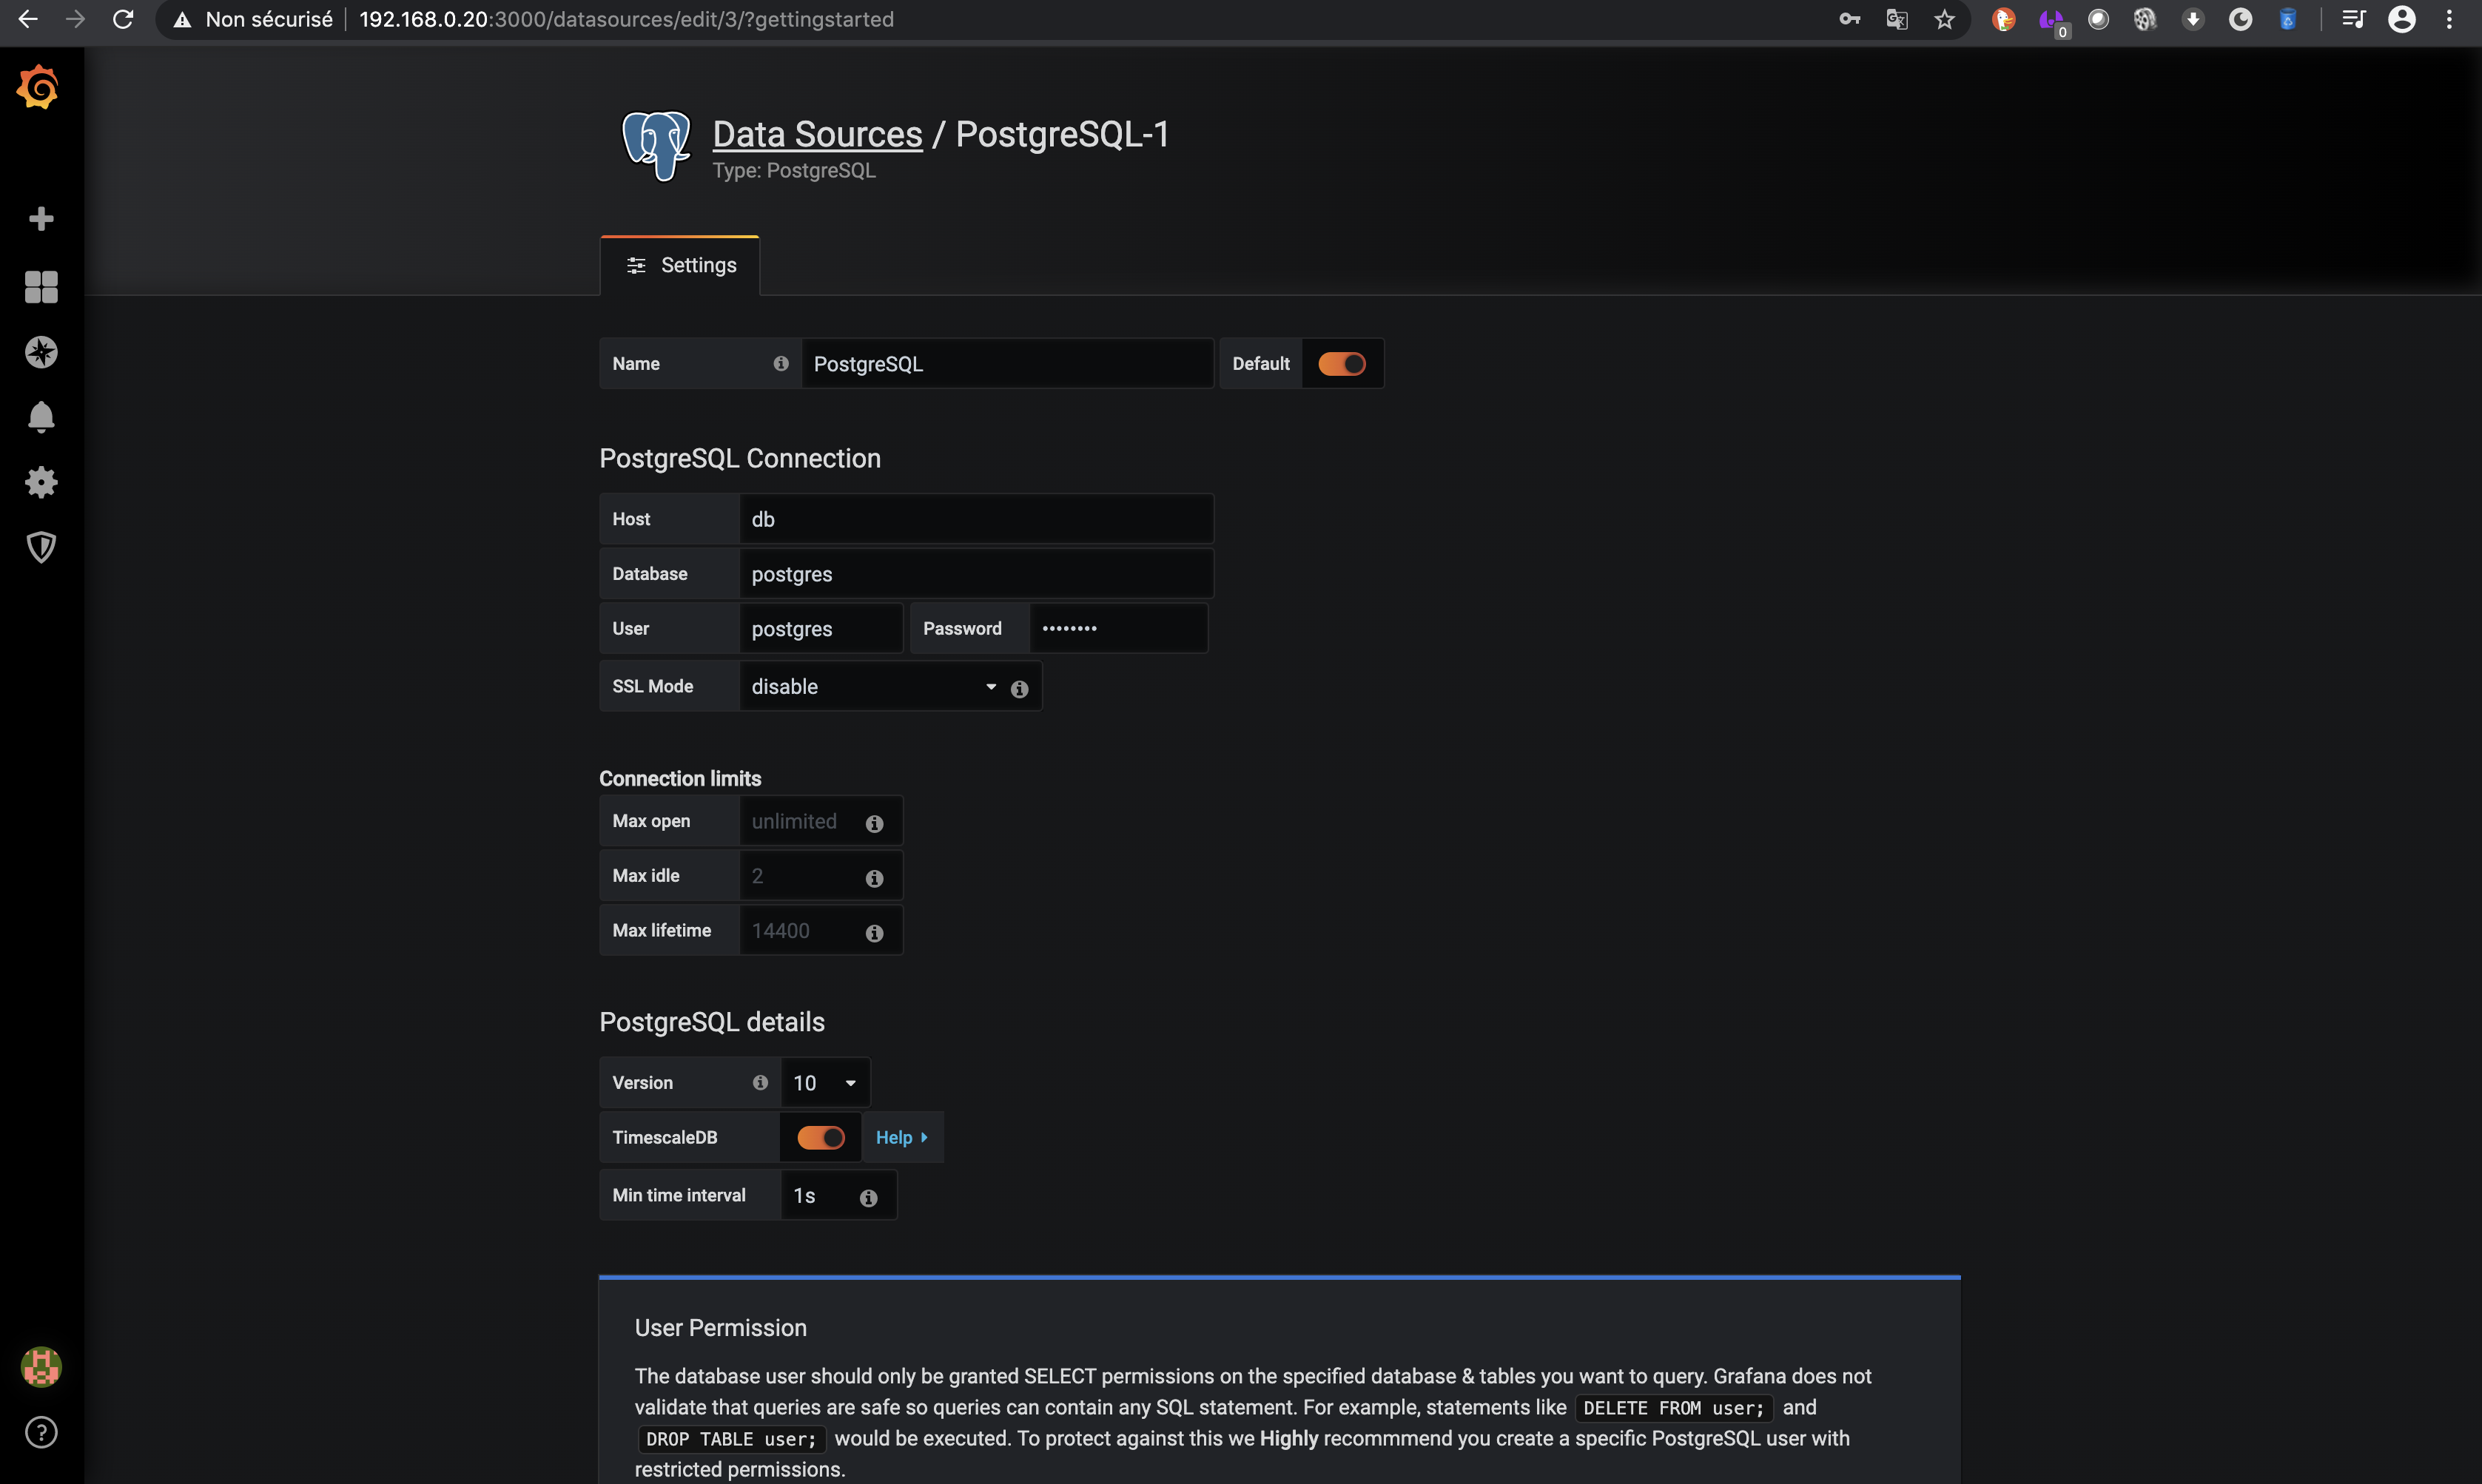 Non sécurisé 192.168.0.20:3000/datasources/edit/3/?gettingstarted
0
Data Sources / PostgreSQL-1
Type: PostgreSQL
Settings
Name PostgreSQL Default
PostgreSQL Connection
Host db
Database postgres
User postgres Password ••••••••
SSL Mode disable
Connection limits
Max open unlimited
Max idle 2
Max lifetime 14400
PostgreSQL details
Version 10
TimescaleDB Help
Min time interval 1s
User Permission
The database user should only be granted SELECT permissions on the specified database & tables you want to query. Grafana does not
validate that queries are safe so queries can contain any SQL statement. For example, statements like DELETE FROM user; and
DROP TABLE user; would be executed. To protect against this we Highly recommmend you create a specific PostgreSQL user with
restricted permissions.